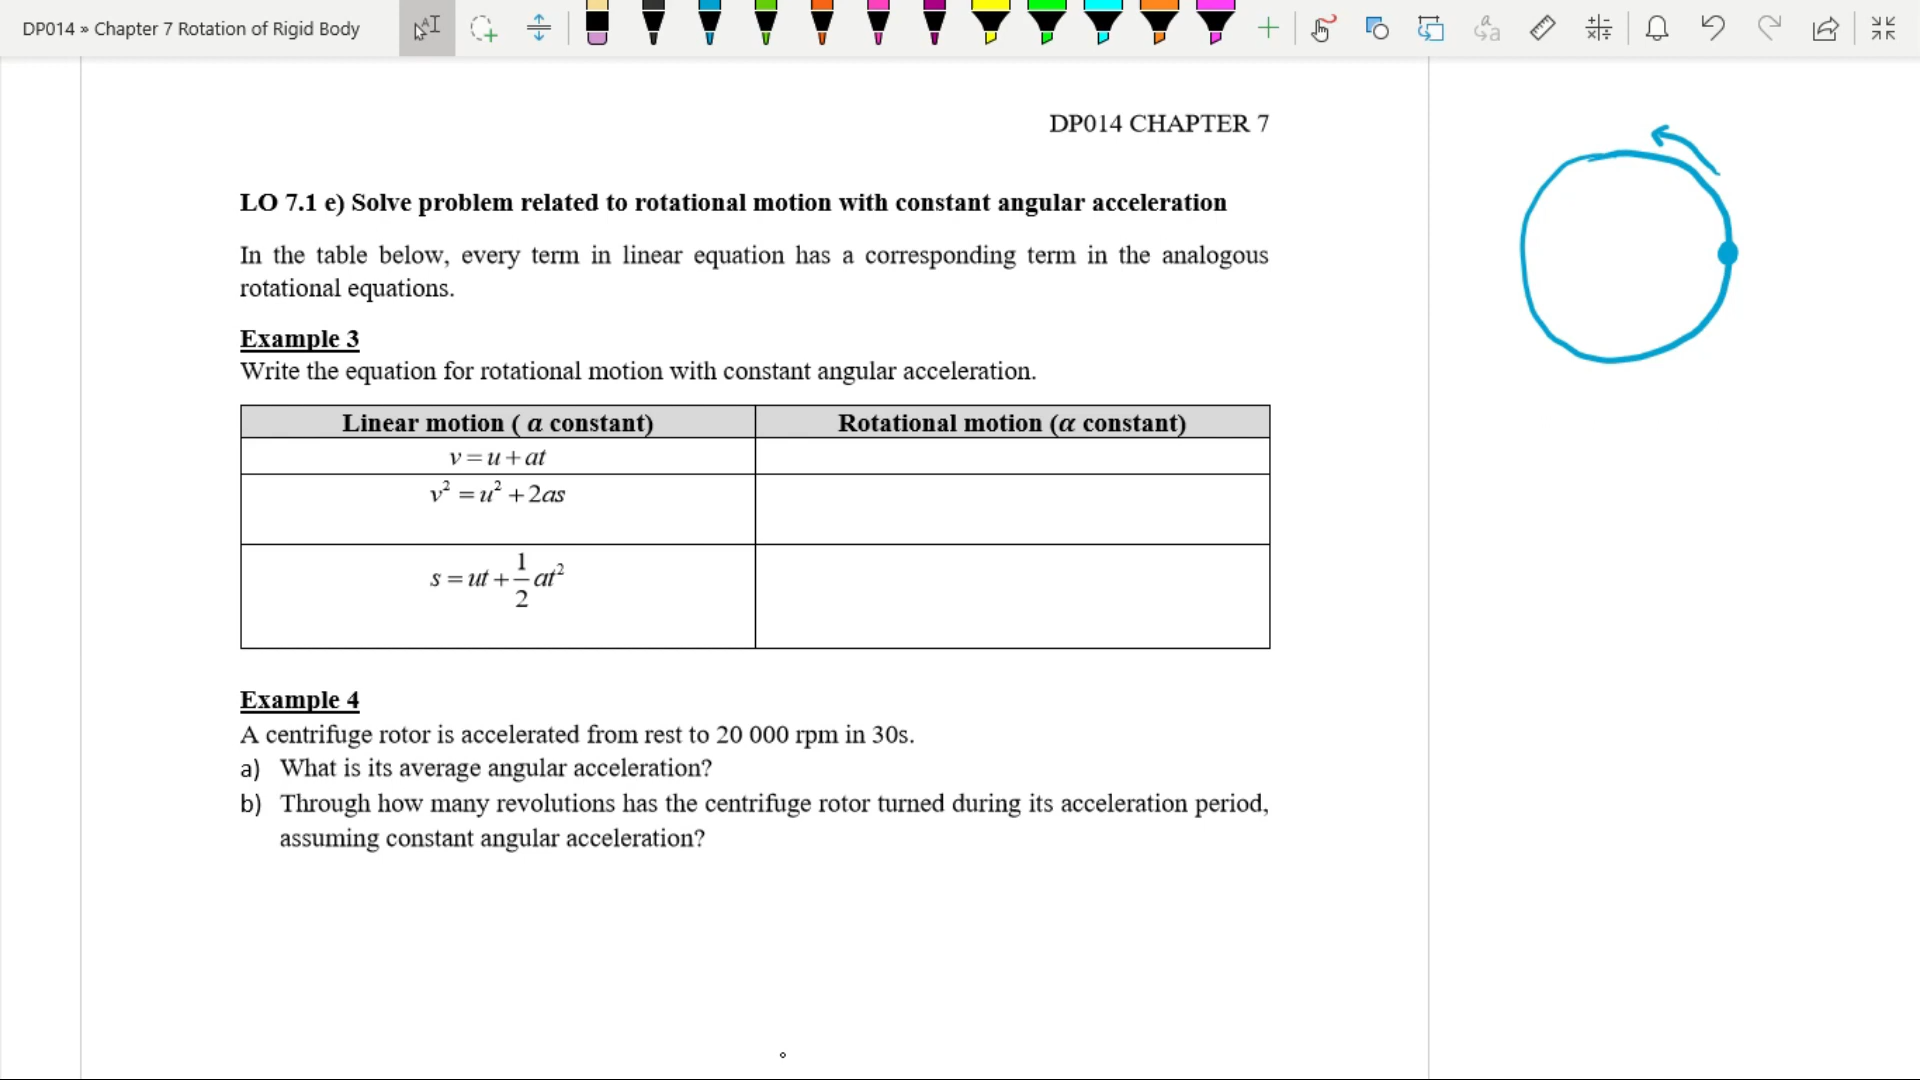 DP014 » Chapter 7 Rotation of Rigid Body
DP014 CHAPTER 7
LO 7.1 e) Solve problem related to rotational motion with constant angular acceleration
In the table below, every term in linear equation has a corresponding term in the analogous
rotational equations.
Example 3
Write the equation for rotational motion with constant angular acceleration.
Linear motion ( a constant)
Rotational motion (α constant)
v = u + at
v² = u² + 2as
s = ut + 1/2 at²
Example 4
A centrifuge rotor is accelerated from rest to 20 000 rpm in 30s.
a) What is its average angular acceleration?
b) Through how many revolutions has the centrifuge rotor turned during its acceleration period,
assuming constant angular acceleration?